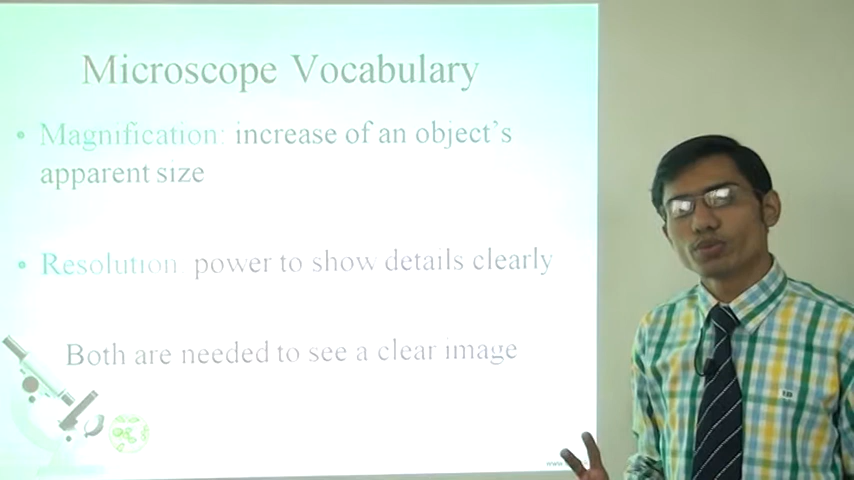 Microscope Vocabulary
• Magnification: increase of an object's
apparent size
• Resolution: power to show details clearly
Both are needed to see a clear image